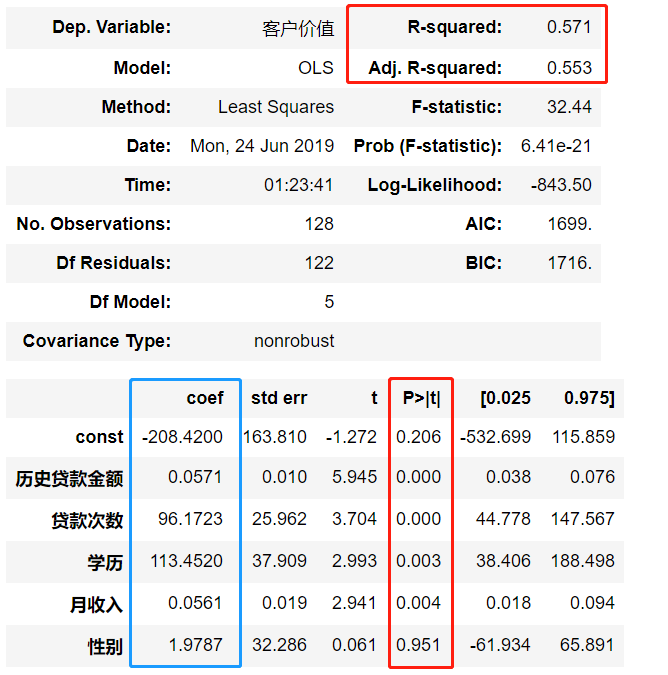 Dep. Variable: 客户价值 R-squared: 0.571
Model: OLS Adj. R-squared: 0.553
Method: Least Squares F-statistic: 32.44
Date: Mon, 24 Jun 2019 Prob (F-statistic): 6.41e-21
Time: 01:23:41 Log-Likelihood: -843.50
No. Observations: 128 AIC: 1699.
Df Residuals: 122 BIC: 1716.
Df Model: 5
Covariance Type: nonrobust
coef std err t P>|t| [0.025 0.975]
const -208.4200 163.810 -1.272 0.206 -532.699 115.859
历史贷款金额 0.0571 0.010 5.945 0.000 0.038 0.076
贷款次数 96.1723 25.962 3.704 0.000 44.778 147.567
学历 113.4520 37.909 2.993 0.003 38.406 188.498
月收入 0.0561 0.019 2.941 0.004 0.018 0.094
性别 1.9787 32.286 0.061 0.951 -61.934 65.891